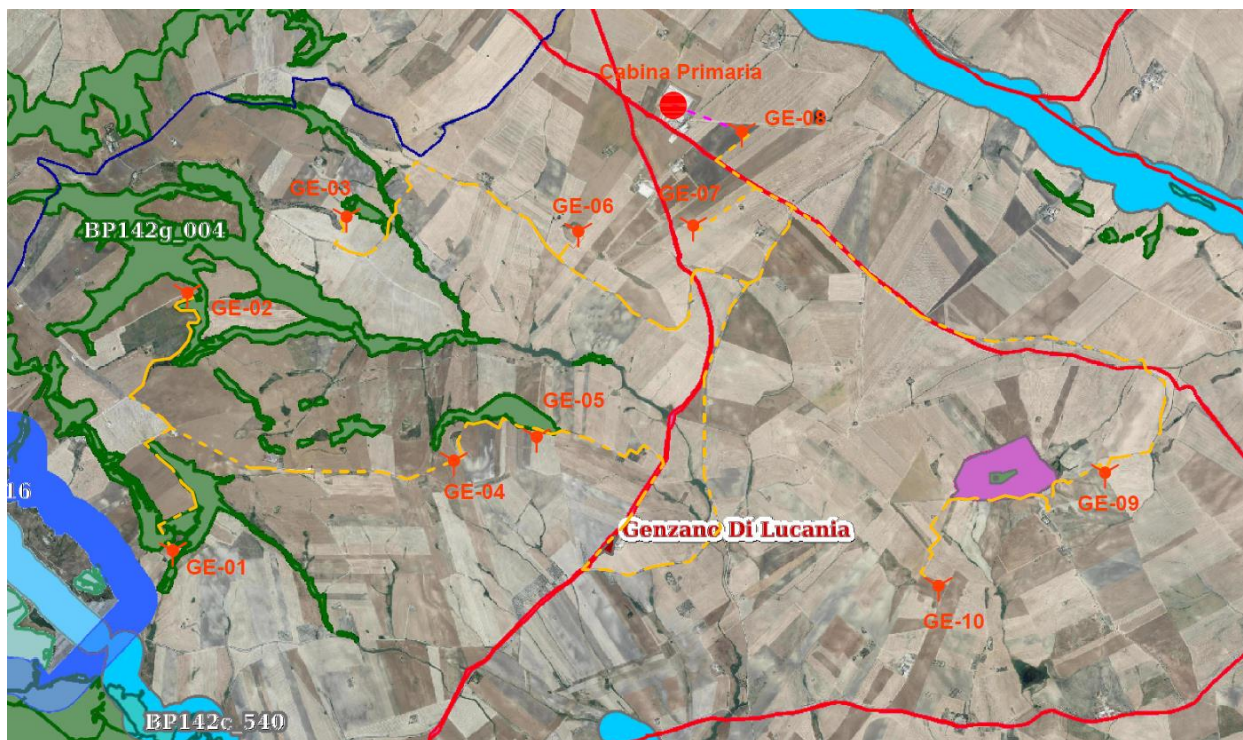 Cabina Primaria
GE-08
GE-03
GE-07
GE-06
BP142g_004
GE-02
GE-05
GE-04
16
GE-09
Genzano Di Lucania
GE-01
GE-10
BP142c_540